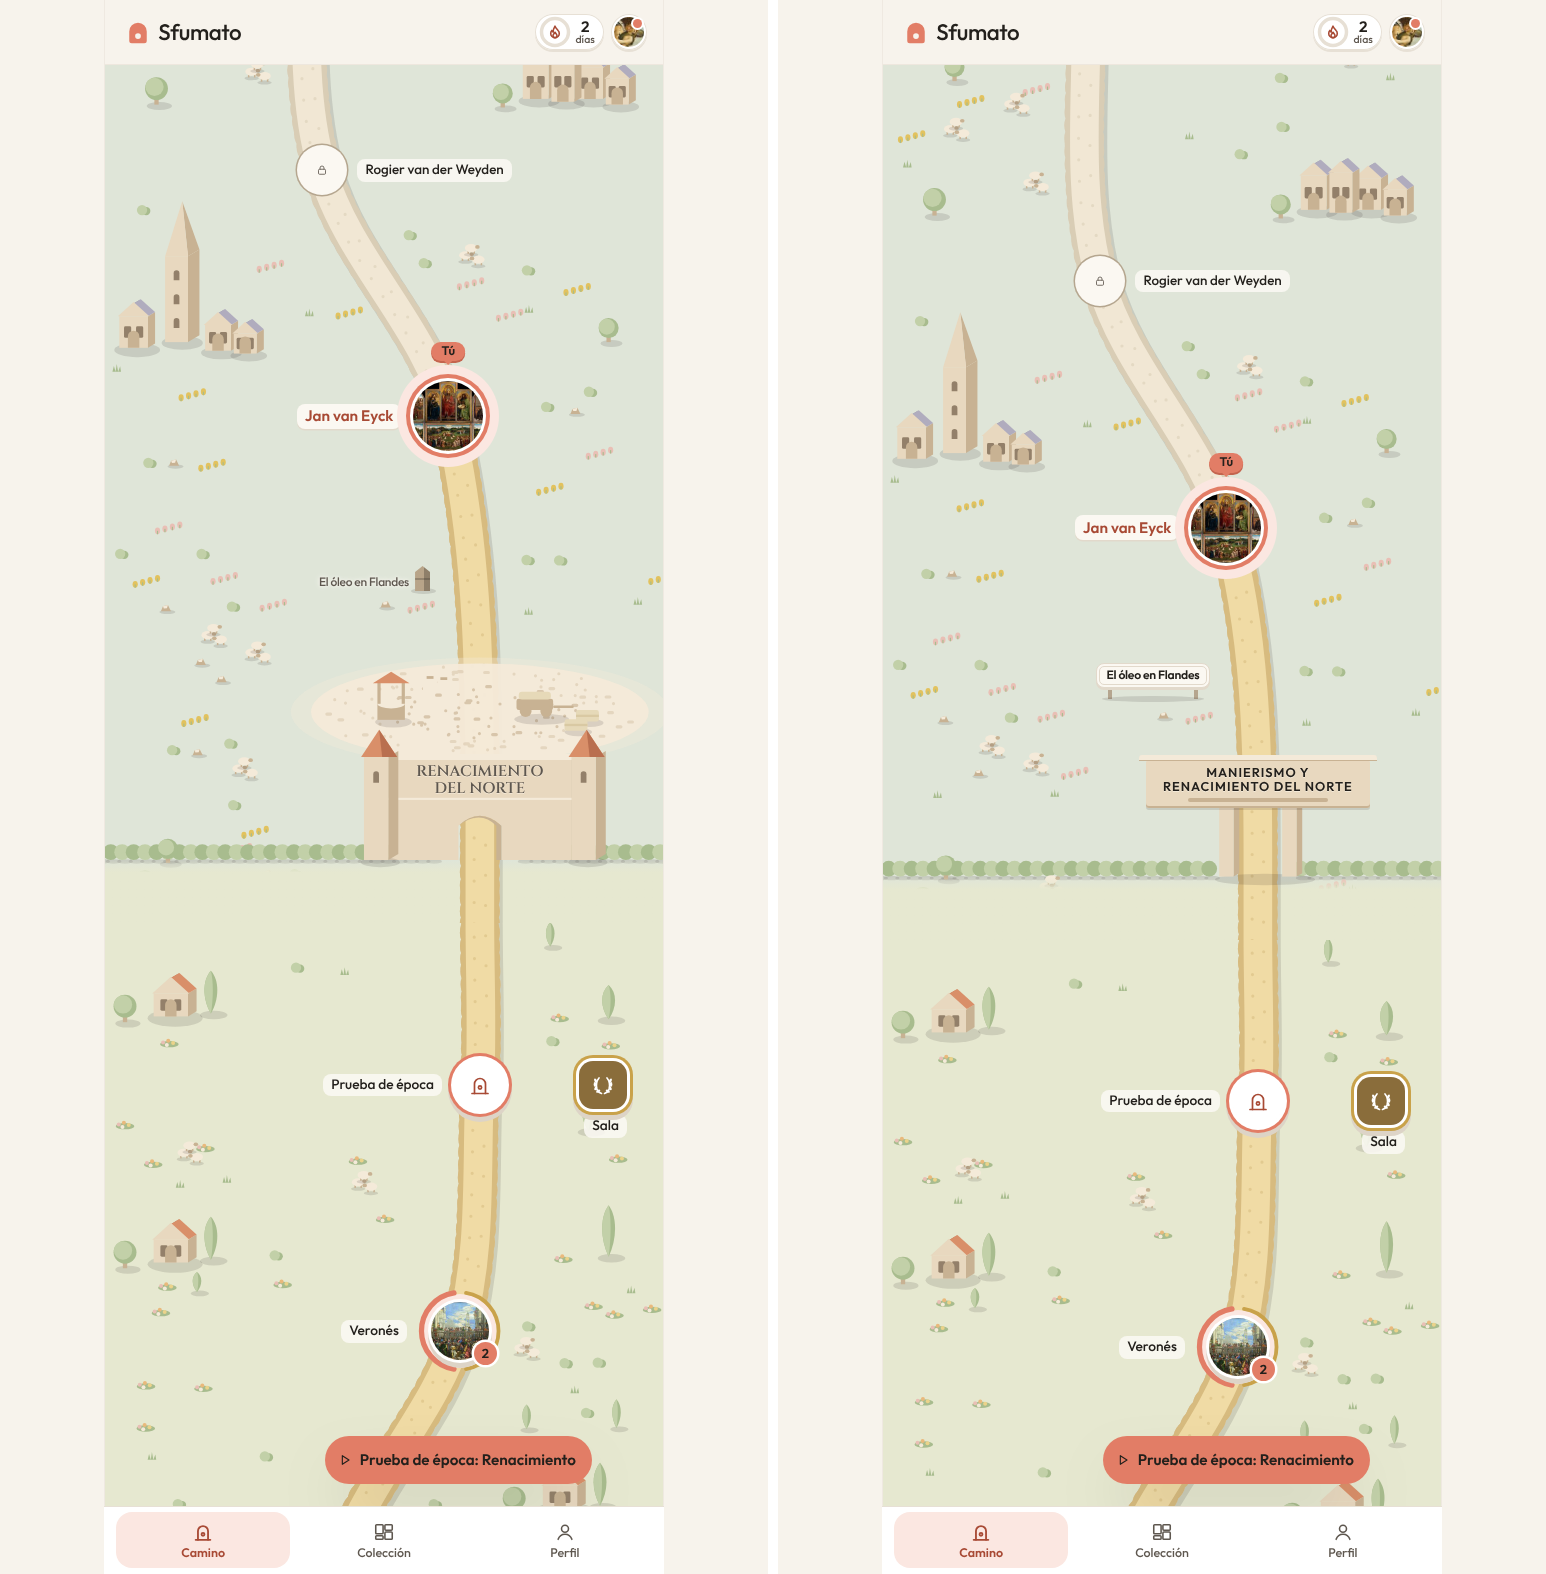 Sfumato
2
días
Rogier van der Weyden
Tú
Jan van Eyck
El óleo en Flandes
RENACIMIENTO
DEL NORTE
Prueba de época
Sala
Veronés
2
Prueba de época: Renacimiento
Camino
Colección
Perfil
Sfumato
2
días
Rogier van der Weyden
Tú
Jan van Eyck
El óleo en Flandes
MANIERISMO Y
RENACIMIENTO DEL NORTE
Prueba de época
Sala
Veronés
2
Prueba de época: Renacimiento
Camino
Colección
Perfil